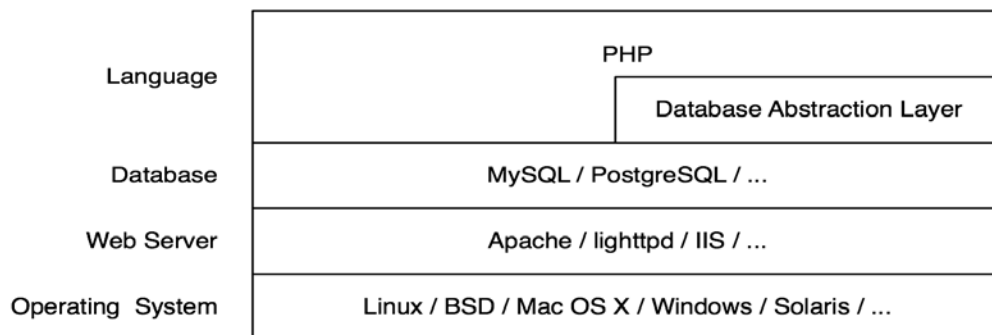 PHP
Language
Database Abstraction Layer
Database
MySQL / PostgreSQL / ...
Web Server
Apache / lighttpd / IIS / ...
Operating System
Linux / BSD / Mac OS X / Windows / Solaris / ...